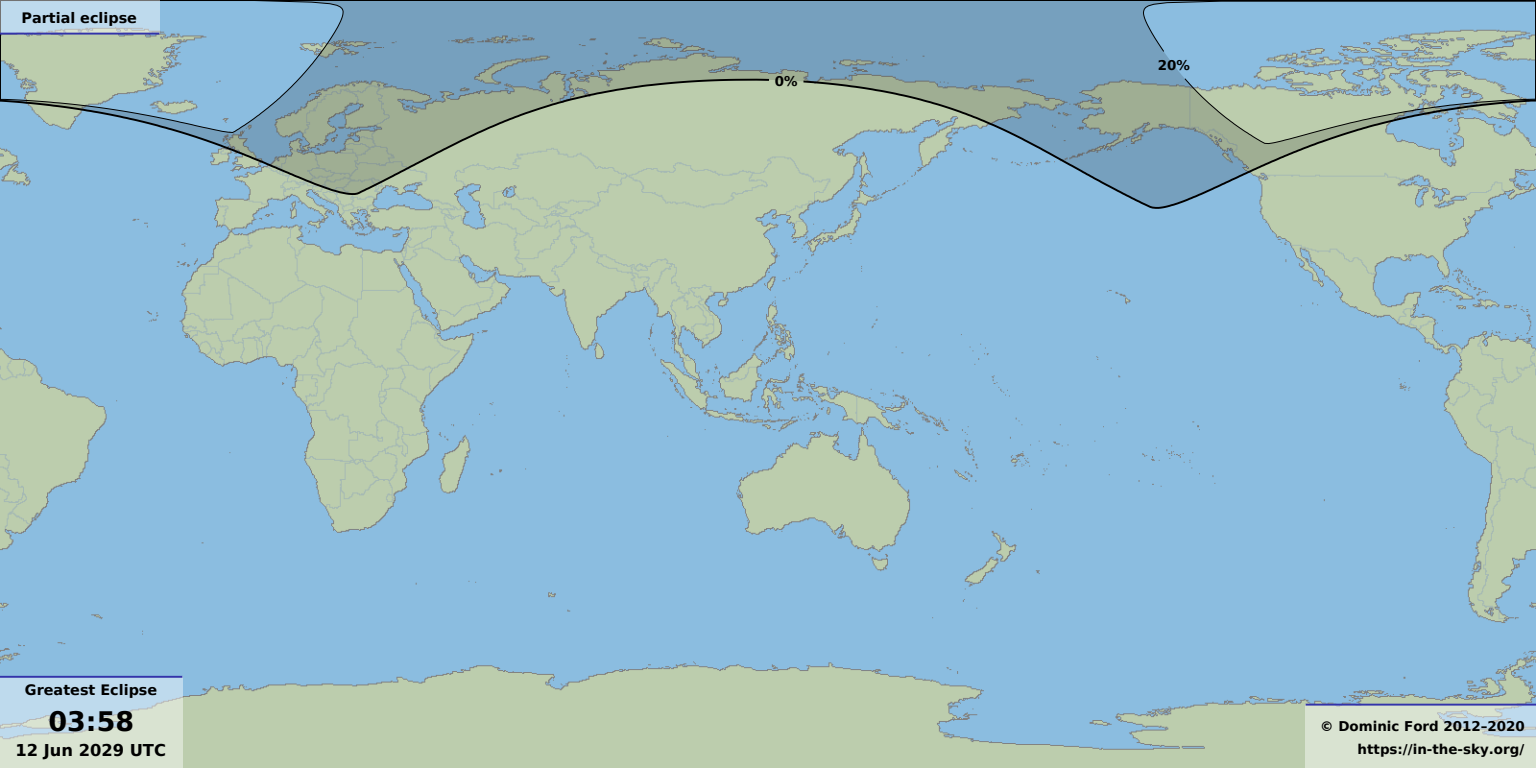 Partial eclipse
20%
0%
Greatest Eclipse
03:58
12 Jun 2029 UTC
© Dominic Ford 2012–2020
https://in-the-sky.org/